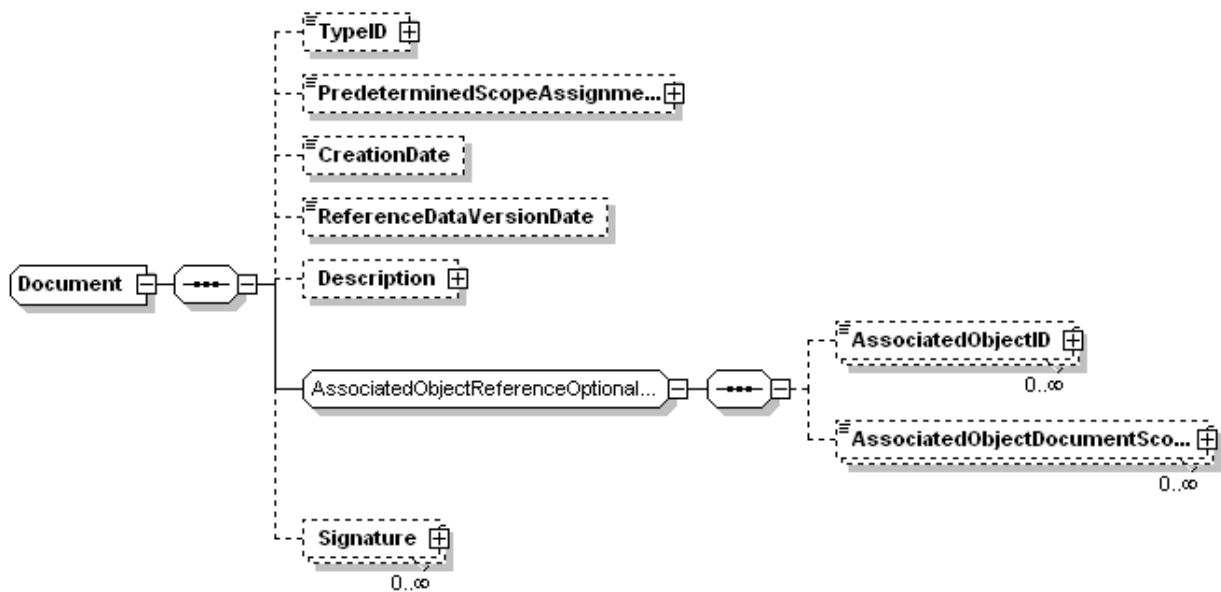 TypeID
PredeterminedScopeAssignme...
CreationDate
ReferenceDataVersionDate
Document
Description
AssociatedObjectID
0..∞
AssociatedObjectReferenceOptional...
AssociatedObjectDocumentSco...
0..∞
Signature
0..∞